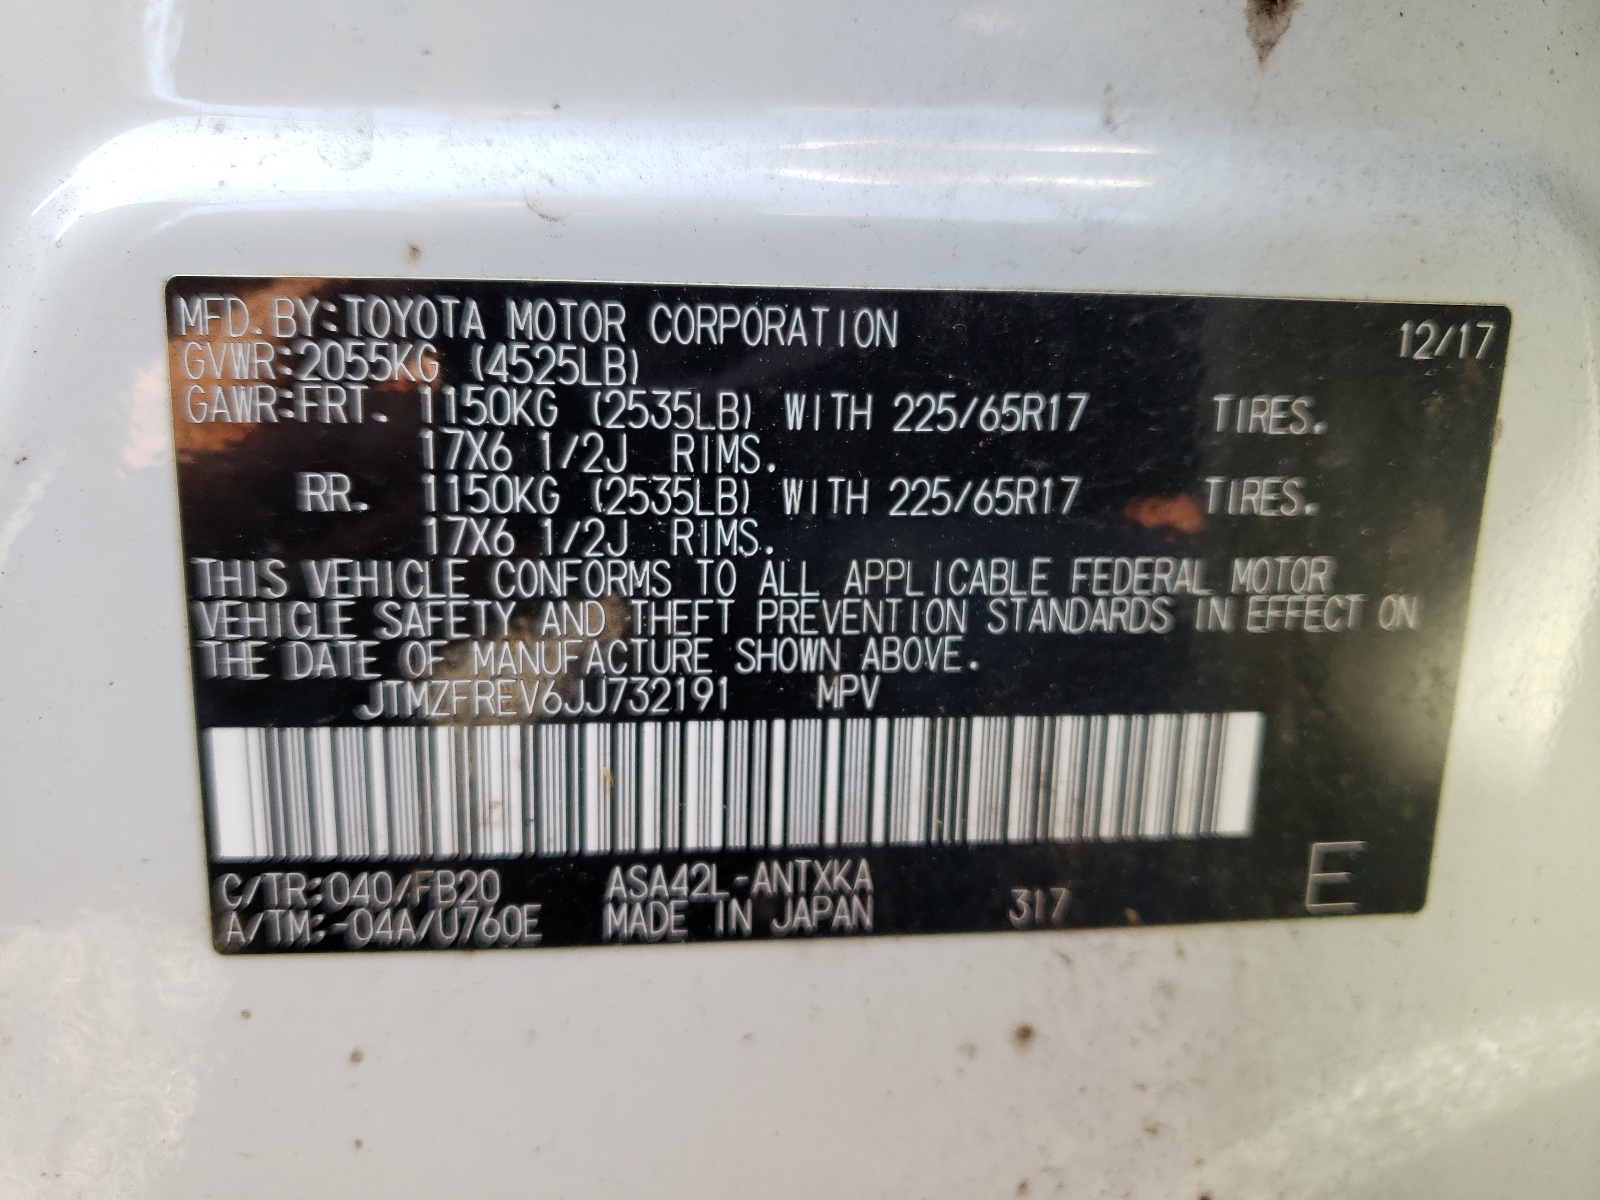 MFD. BY: TOYOTA MOTOR CORPORATION 12/17
GVWR: 2055KG (4525LB)
GAWR: FRT. 1150KG (2535LB) WITH 225/65R17 TIRES.
17X6 1/2J RIMS.
RR. 1150KG (2535LB) WITH 225/65R17 TIRES.
17X6 1/2J RIMS.
THIS VEHICLE CONFORMS TO ALL APPLICABLE FEDERAL MOTOR
VEHICLE SAFETY AND THEFT PREVENTION STANDARDS IN EFFECT ON
THE DATE OF MANUFACTURE SHOWN ABOVE.
JTMZFREV6JJ732191 MPV
C/TR: 040/FB20 ASA42L-ANTXKA
A/TM: -04A/U760E MADE IN JAPAN 317 E